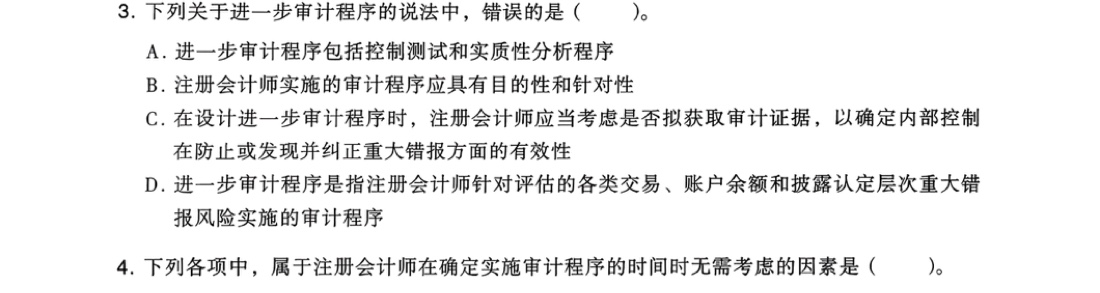 3. 下列关于进一步审计程序的说法中，错误的是（  ）。
A. 进一步审计程序包括控制测试和实质性分析程序
B. 注册会计师实施的审计程序应具有目的性和针对性
C. 在设计进一步审计程序时，注册会计师应当考虑是否拟获取审计证据，以确定内部控制
在防止或发现并纠正重大错报方面的有效性
D. 进一步审计程序是指注册会计师针对评估的各类交易、账户余额和披露认定层次重大错
报风险实施的审计程序
4. 下列各项中，属于注册会计师在确定实施审计程序的时间时无需考虑的因素是（  ）。